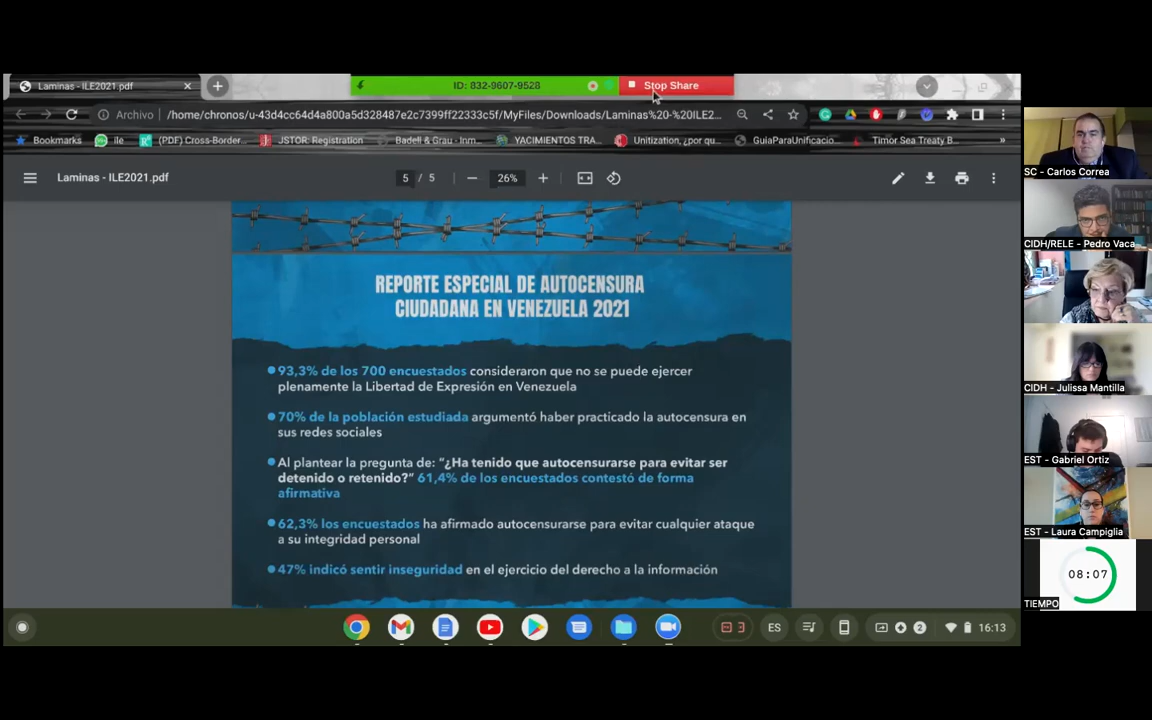 Laminas - ILE2021.pdf
ID: 832-9607-9528
Stop Share
Archivo
/home/chronos/u-43d4cc64d4a800a5d328487e2c7399ff22333c5f/MyFiles/Downloads/Laminas%20-%20ILE2...
Bookmarks
ile
(PDF) Cross-Border...
JSTOR: Registration
Badell & Grau - Inm...
YACIMIENTOS TRA...
Unitization, ¿por qu...
GuiaParaUnificacio...
Timor Sea Treaty B...
»
Laminas - ILE2021.pdf
5 / 5
26%
REPORTE ESPECIAL DE AUTOCENSURA
CIUDADANA EN VENEZUELA 2021
93,3% de los 700 encuestados consideraron que no se puede ejercer
plenamente la Libertad de Expresión en Venezuela
70% de la población estudiada argumentó haber practicado la autocensura en
sus redes sociales
Al plantear la pregunta de: “¿Ha tenido que autocensurarse para evitar ser
detenido o retenido?” 61,4% de los encuestados contestó de forma
afirmativa
62,3% los encuestados ha afirmado autocensurarse para evitar cualquier ataque
a su integridad personal
47% indicó sentir inseguridad en el ejercicio del derecho a la información
3
ES
2
16:13
SC - Carlos Correa
CIDH/RELE - Pedro Vaca...
CIDH - Julissa Mantilla
EST - Gabriel Ortiz
EST - Laura Campiglia
08:07
TIEMPO